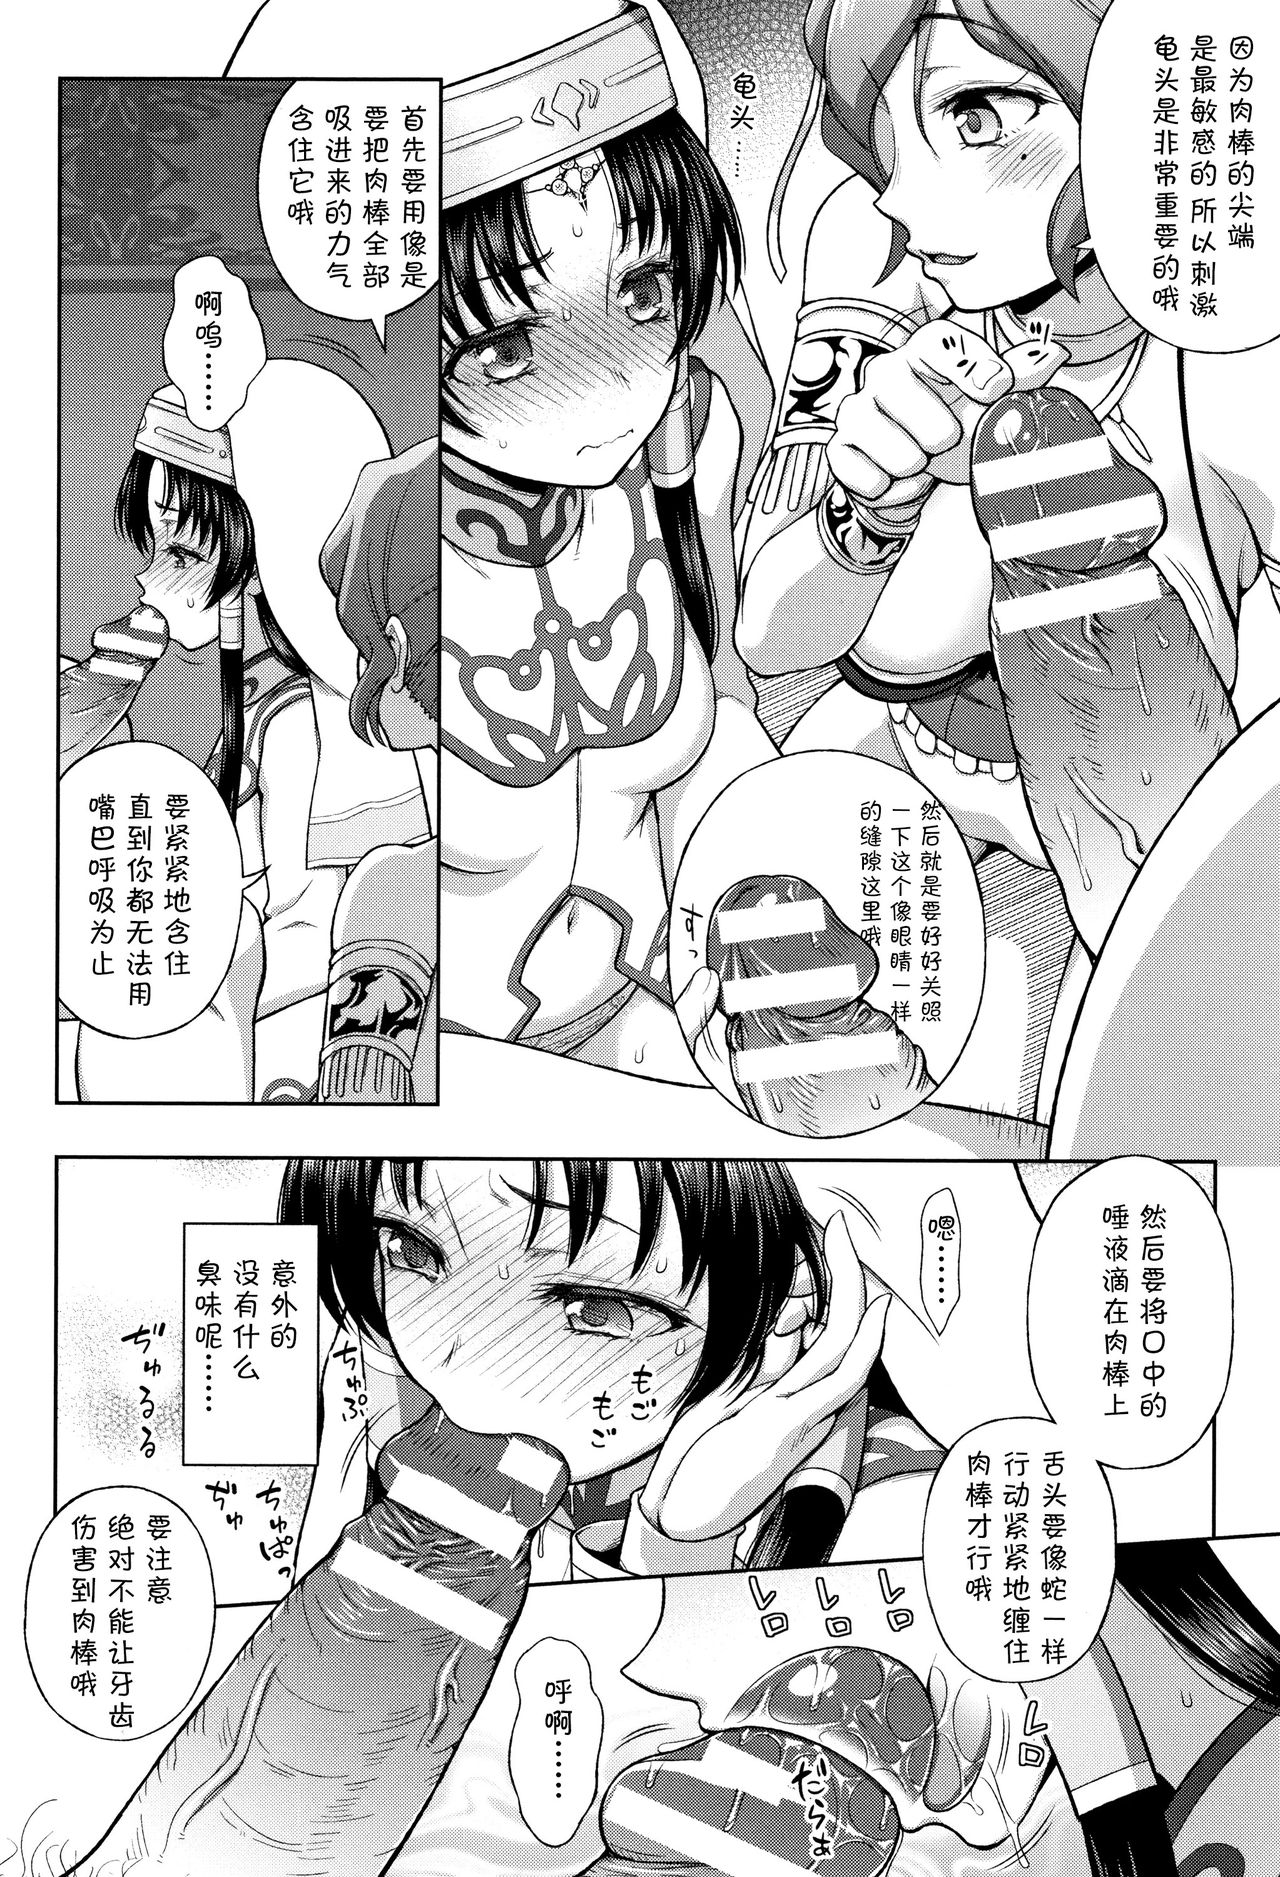 因为肉棒的尖端
是最敏感的所以刺激
龟头是非常重要的哦
龟头……
然后就是要好好关照
一下这个像眼睛一样
的缝隙这里哦
すっ
首先要用像是
要把肉棒全部
吸进来的力气
含住它哦
啊呜……
要紧紧地含住
直到你都无法用
嘴巴呼吸为止
然后要将口中的
唾液滴在肉棒上
舌头要像蛇一样
行动紧紧地缠住
肉棒才行哦
嗯……
意外的
没有什么
臭味呢……
もご
もご
ちゅぷ
ぢゅるる
ぢゅ
ちゅぱっ
要注意
绝对不能让牙齿
伤害到肉棒哦
呼啊……
レロ
レロ
レロ
だらぁ